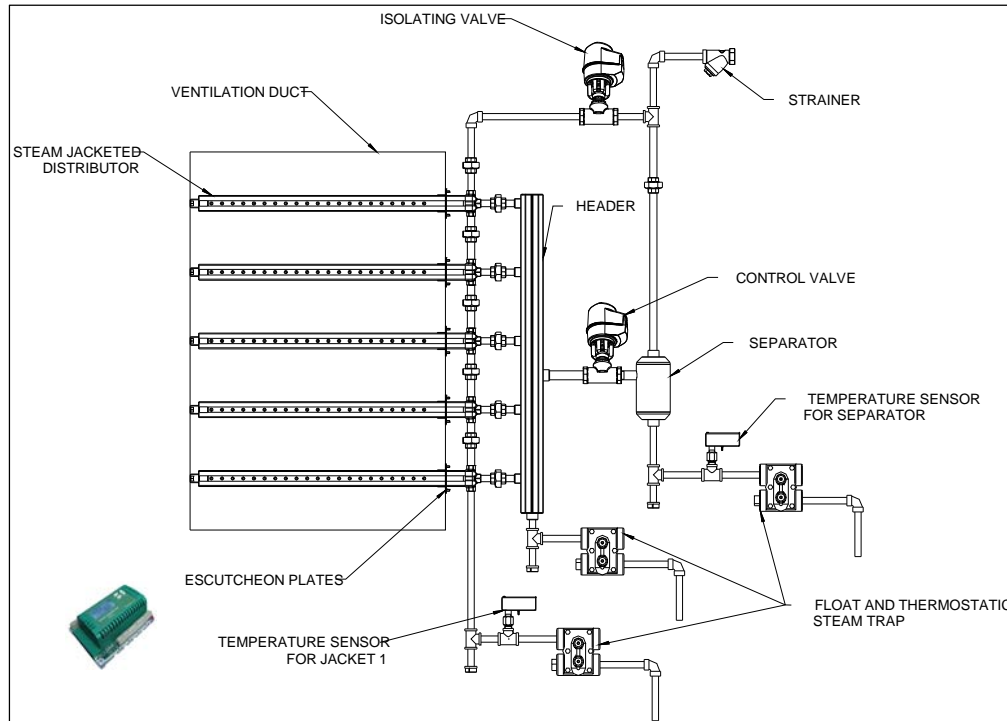 ISOLATING VALVE
VENTILATION DUCT
STRAINER
STEAM JACKETED
DISTRIBUTOR
HEADER
CONTROL VALVE
SEPARATOR
TEMPERATURE SENSOR
FOR SEPARATOR
ESCUTCHEON PLATES
FLOAT AND THERMOSTATIC
STEAM TRAP
TEMPERATURE SENSOR
FOR JACKET 1